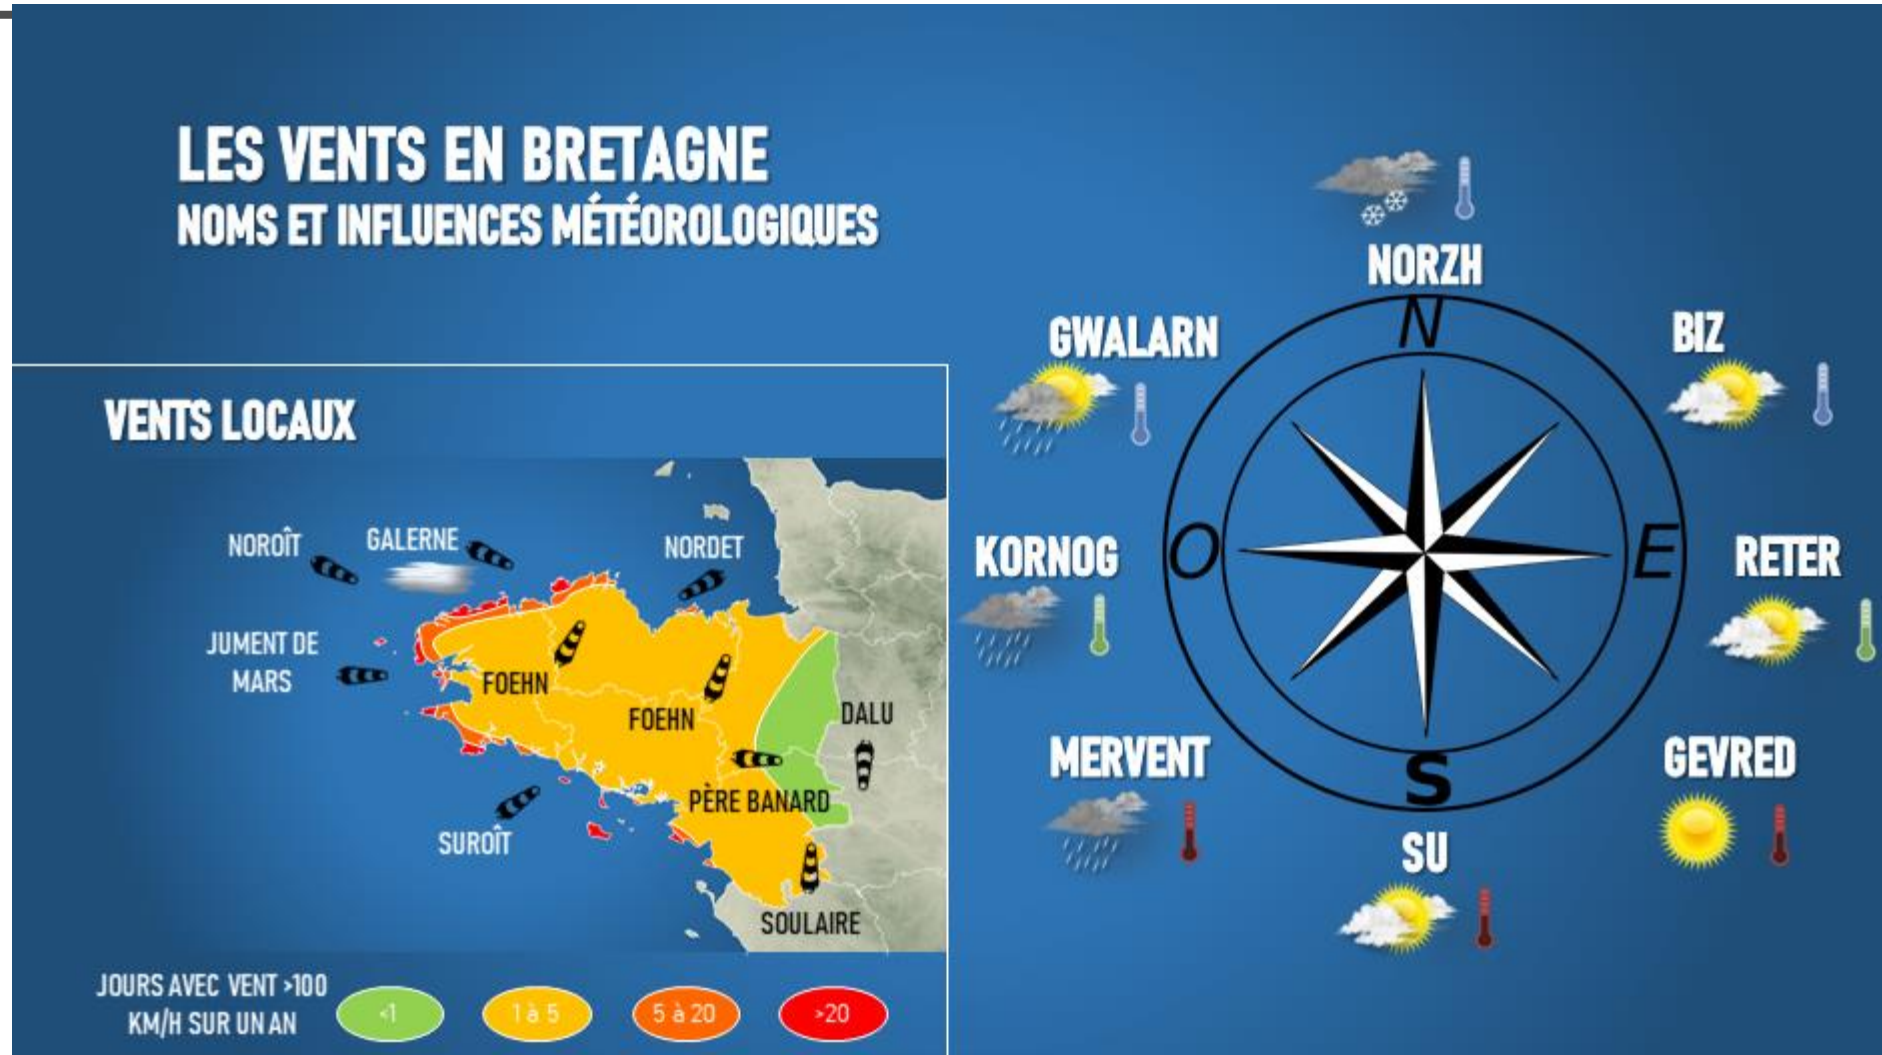 LES VENTS EN BRETAGNE
NOMS ET INFLUENCES MÉTÉOROLOGIQUES
VENTS LOCAUX
NOROÎT
GALERNE
NORDET
JUMENT DE
MARS
FOEHN
FOEHN
DALU
PÈRE BANARD
SUROÎT
SOULAIRE
JOURS AVEC VENT >100
KM/H SUR UN AN
<1
1 à 5
5 à 20
>20
NORZH
GWALARN
BIZ
N
KORNOG
O
E
RETER
MERVENT
GEVRED
S
SU